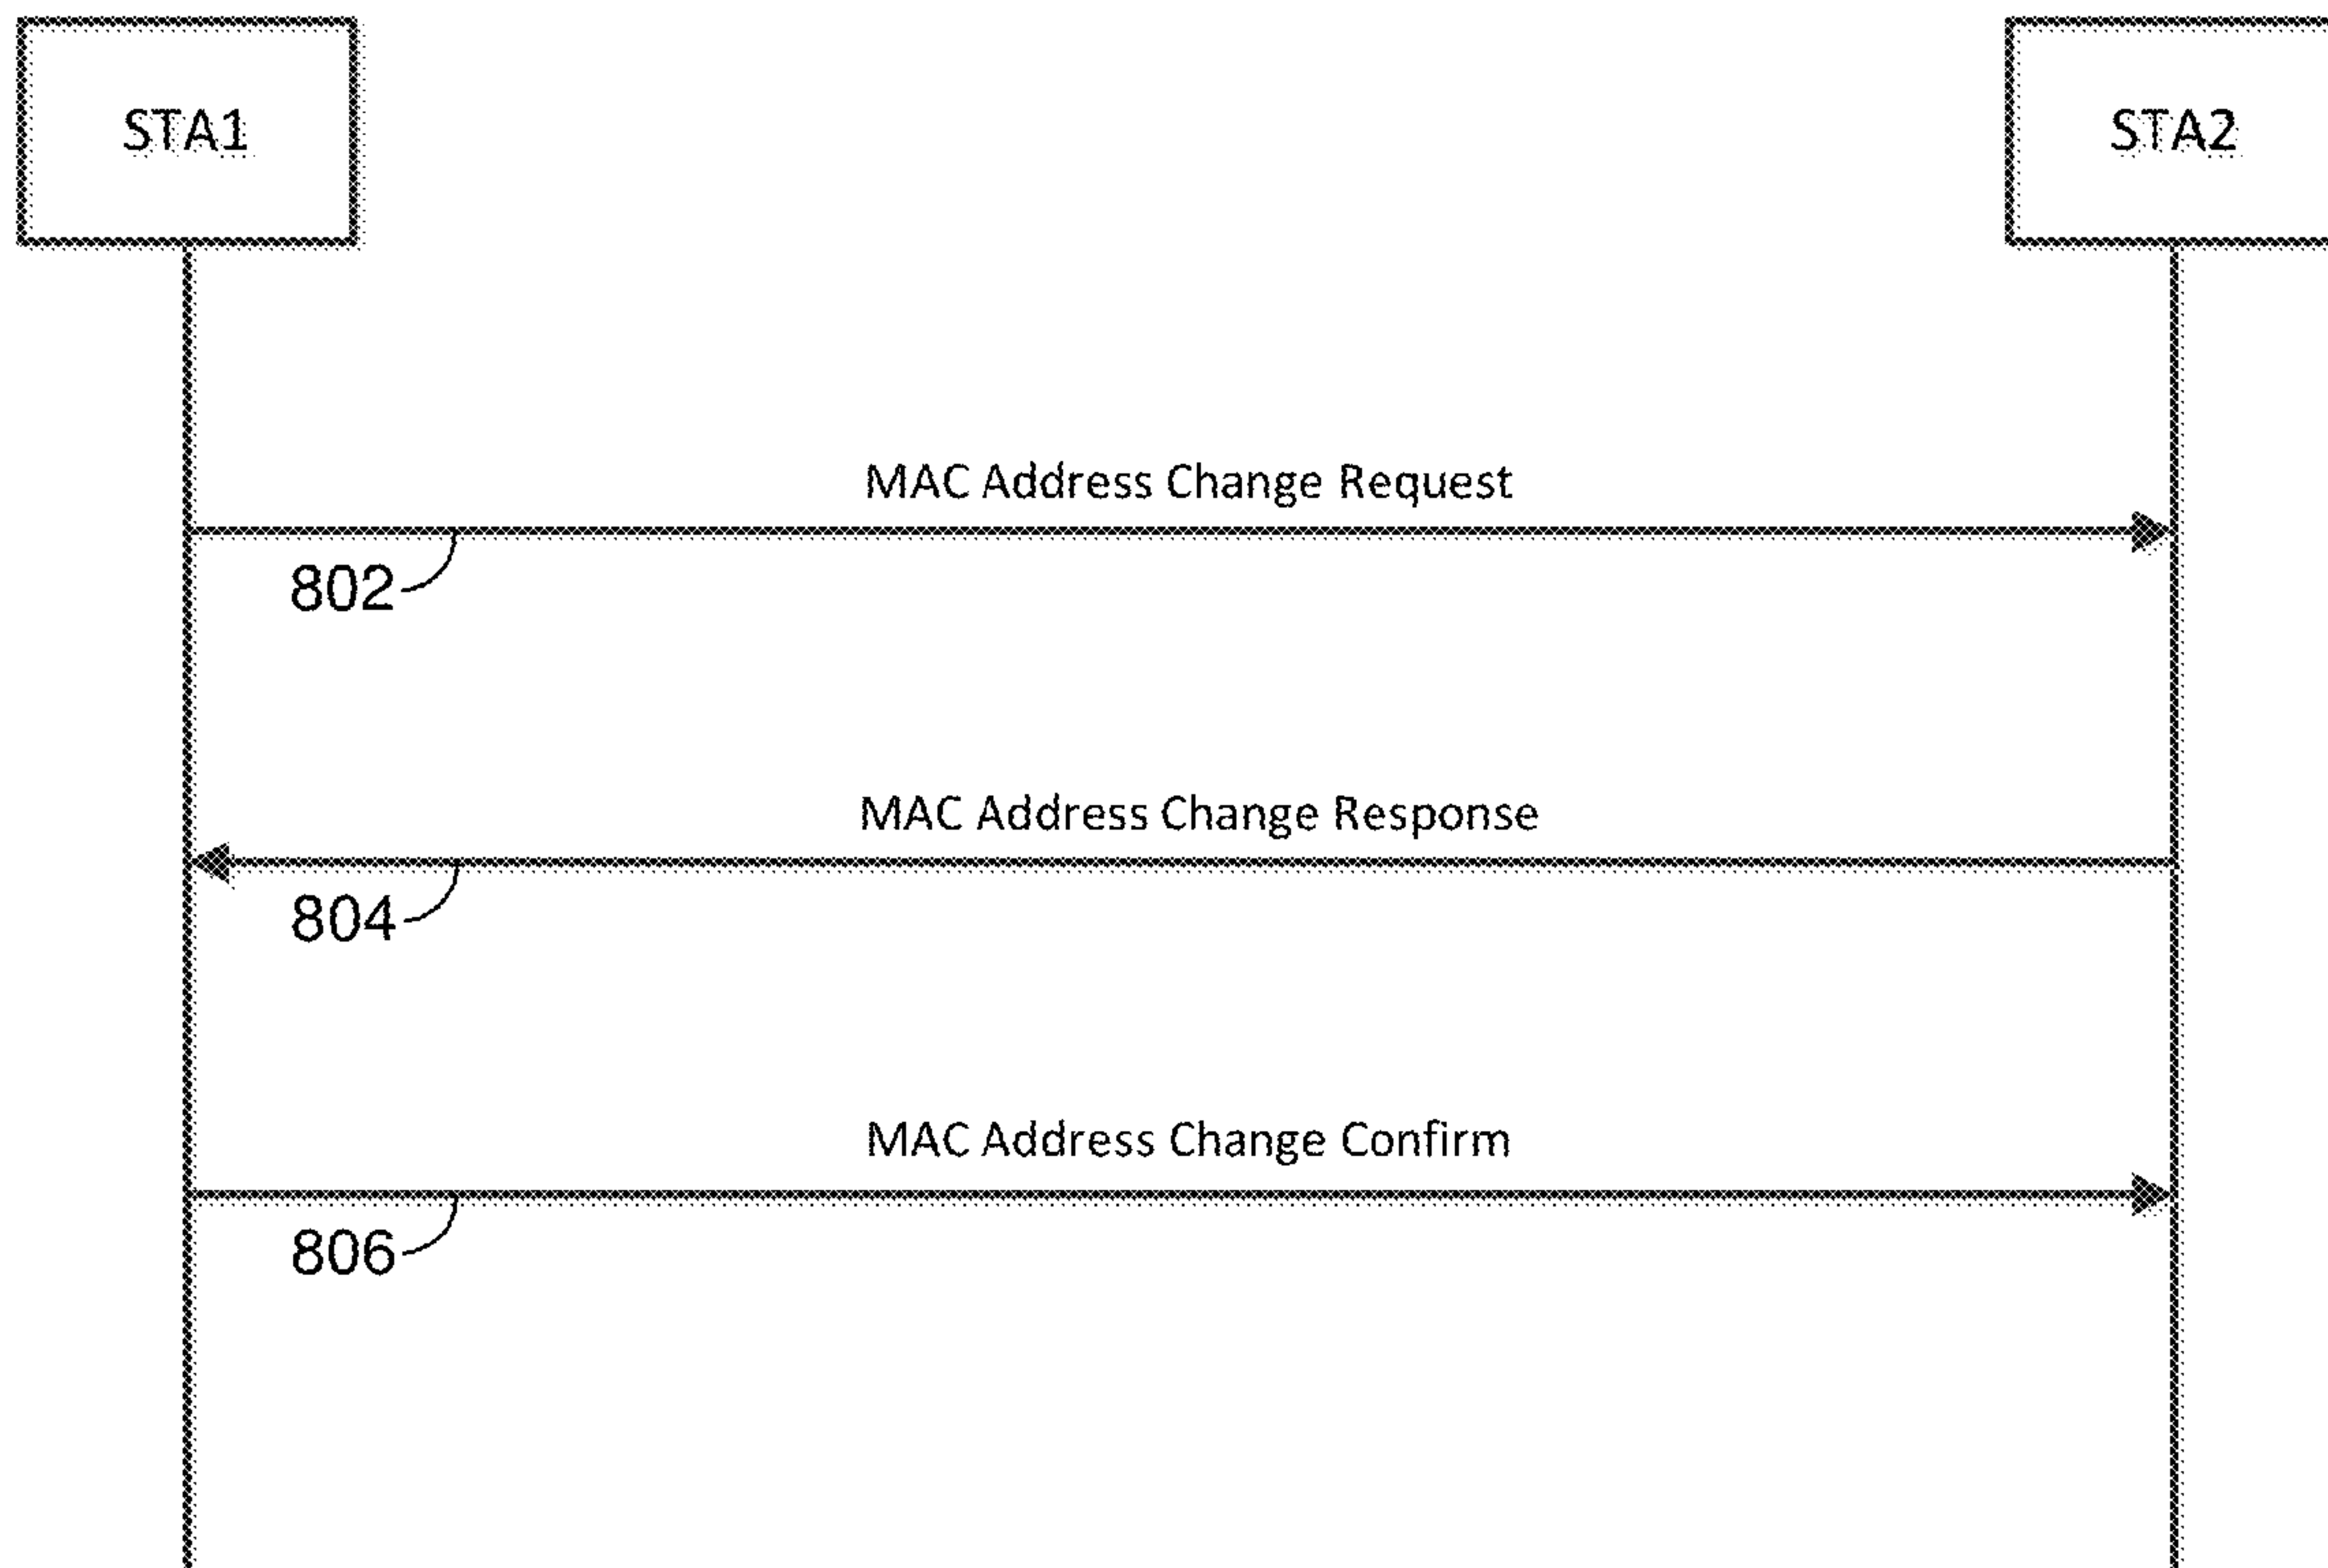 STA1
STA2
MAC Address Change Request
802
MAC Address Change Response
804
MAC Address Change Confirm
806